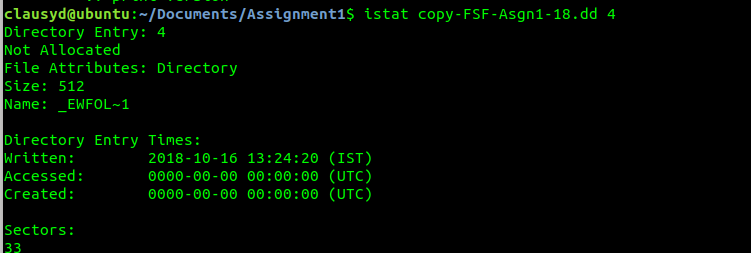 clausyd@ubuntu:~/Documents/Assignment1$ istat copy-FSF-Asgn1-18.dd 4
Directory Entry: 4
Not Allocated
File Attributes: Directory
Size: 512
Name: _EWFOL~1
Directory Entry Times:
Written:        2018-10-16 13:24:20 (IST)
Accessed:       0000-00-00 00:00:00 (UTC)
Created:        0000-00-00 00:00:00 (UTC)
Sectors:
33